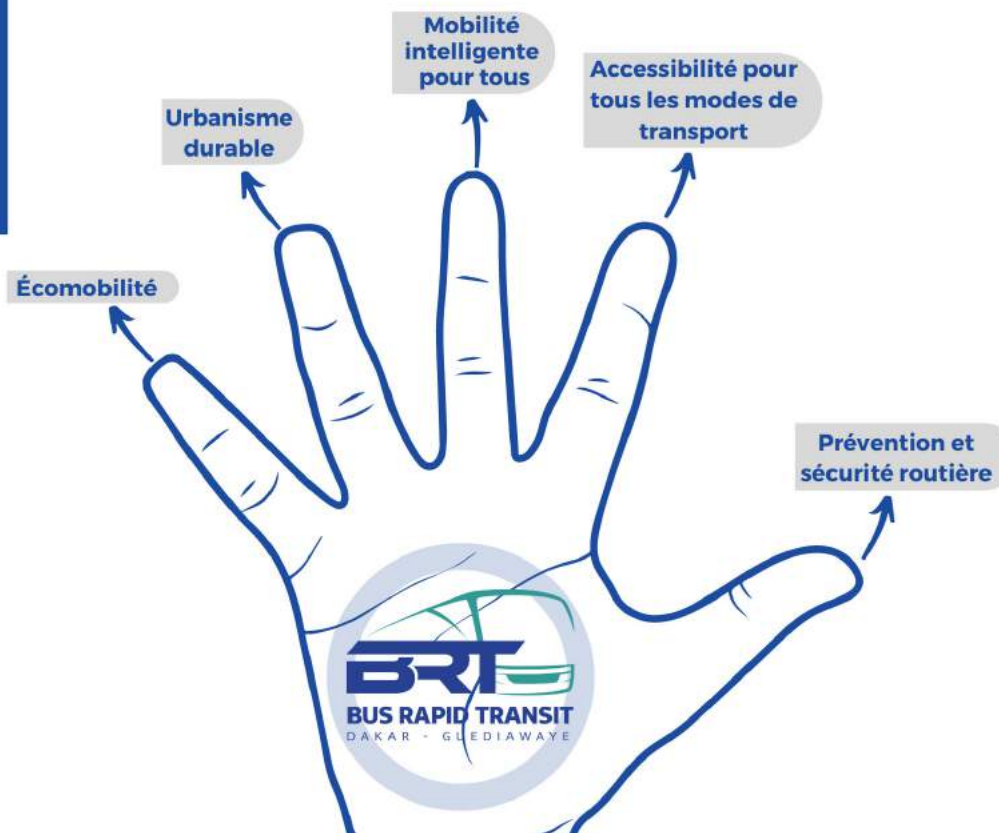 Mobilité
intelligente
pour tous
Accessibilité pour
tous les modes de
transport
Urbanisme
durable
Écomobilité
Prévention et
sécurité routière
BRT
BUS RAPID TRANSIT
DAKAR - GUEDIAWAYE